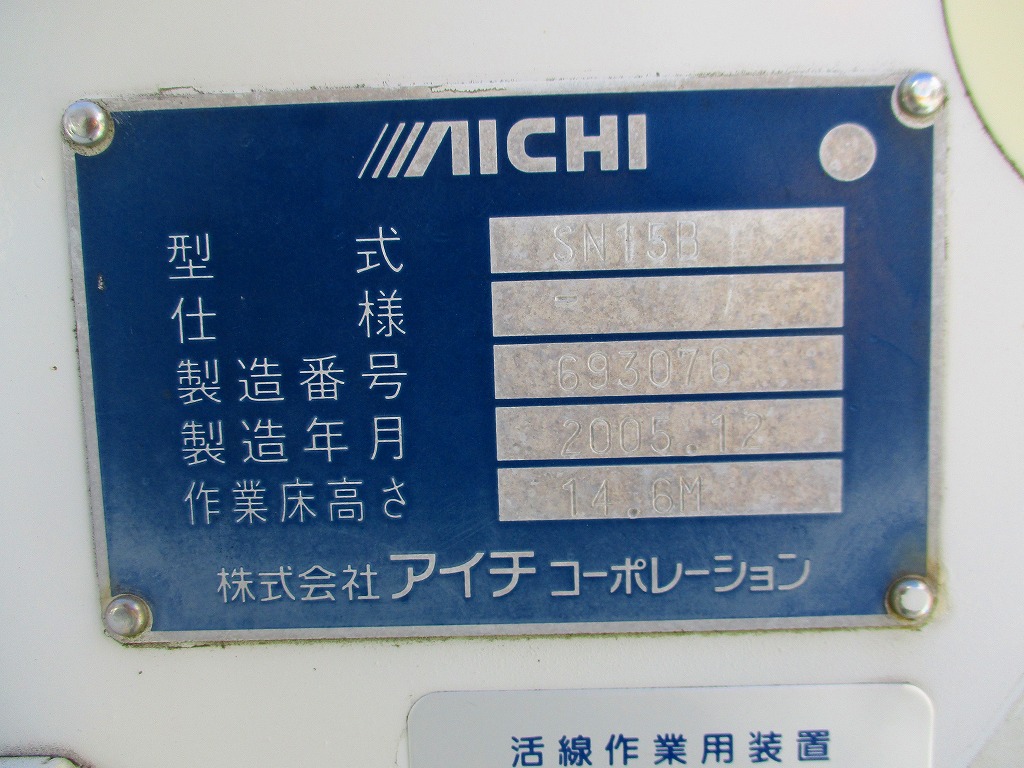 AICHI
型式 SN15B
仕様 -
製造番号 693076
製造年月 2005.12
作業床高さ 14.6M
株式会社 アイチ コーポレーション
活線作業用装置